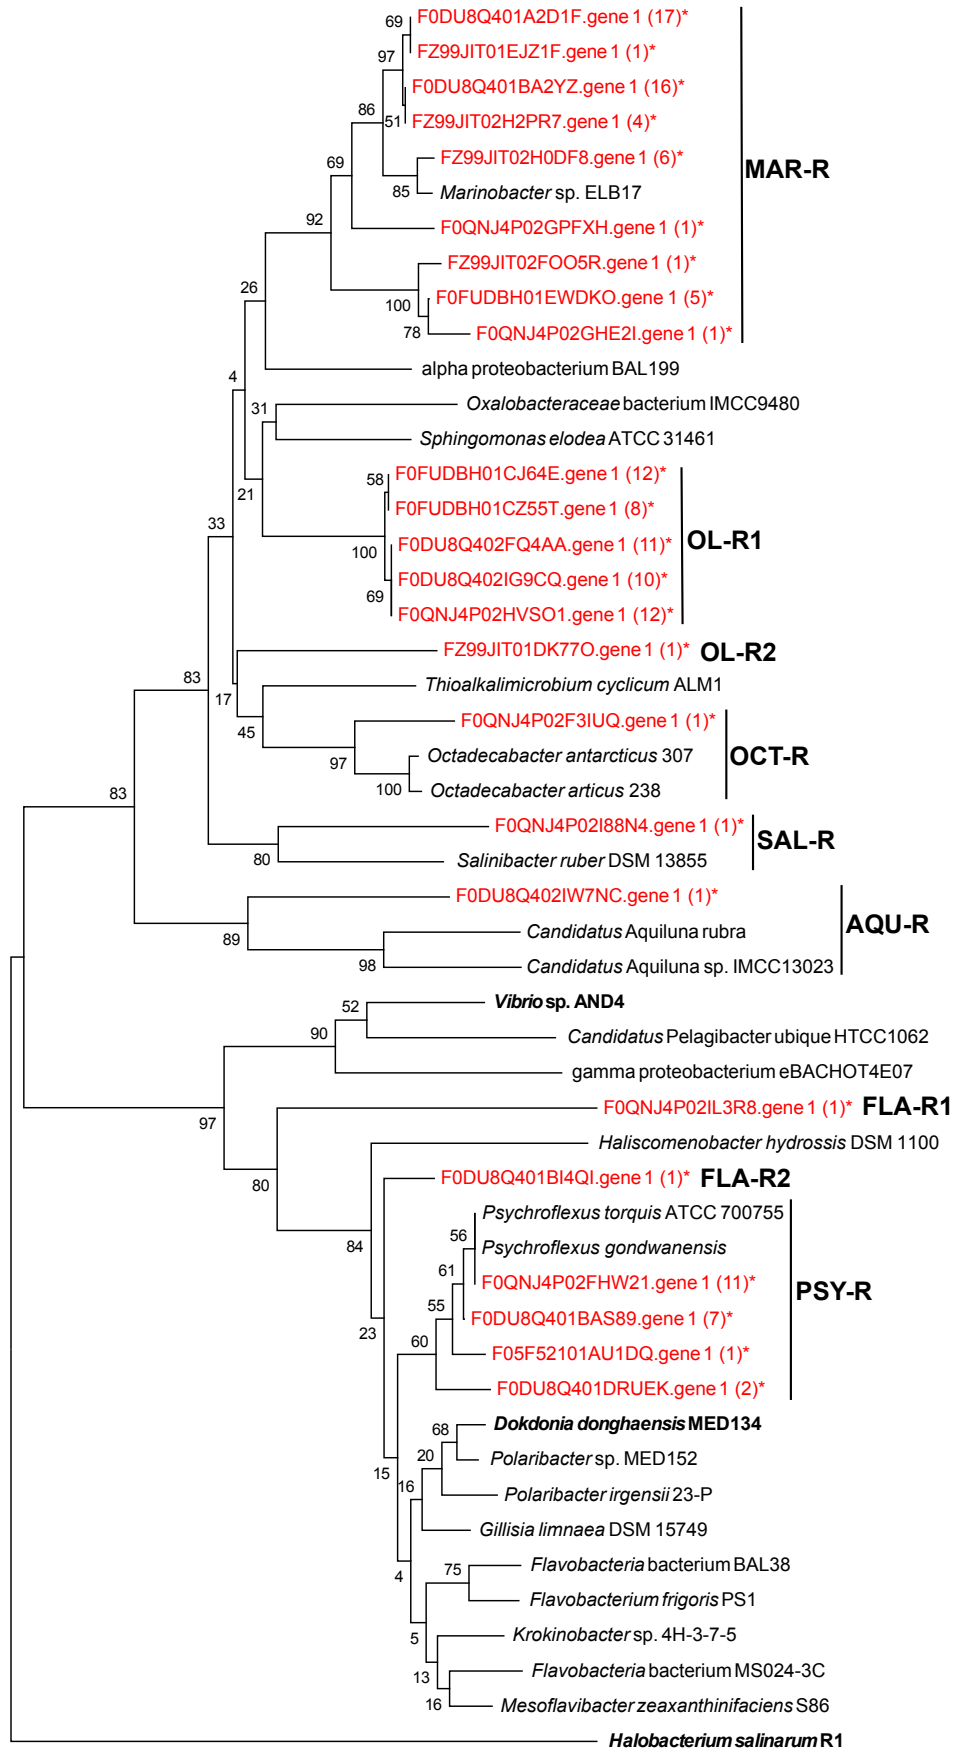 69
F0DU8Q401A2D1F.gene 1 (17)*
FZ99JIT01EJZ1F.gene 1 (1)*
97
F0DU8Q401BA2YZ.gene 1 (16)*
86
51
FZ99JIT02H2PR7.gene 1 (4)*
69
FZ99JIT02H0DF8.gene 1 (6)*
MAR-R
85
Marinobacter sp. ELB17
92
F0QNJ4P02GPFXH.gene 1 (1)*
FZ99JIT02FOO5R.gene 1 (1)*
26
100
F0FUDBH01EWDKO.gene 1 (5)*
78
F0QNJ4P02GHE2I.gene 1 (1)*
4
alpha proteobacterium BAL199
31
Oxalobacteraceae bacterium IMCC9480
Sphingomonas elodea ATCC 31461
21
58
F0FUDBH01CJ64E.gene 1 (12)*
F0FUDBH01CZ55T.gene 1 (8)*
33
100
F0DU8Q402FQ4AA.gene 1 (11)*
OL-R1
F0DU8Q402IG9CQ.gene 1 (10)*
69
F0QNJ4P02HVSO1.gene 1 (12)*
FZ99JIT01DK77O.gene 1 (1)*
OL-R2
83
17
Thioalkalimicrobium cyclicum ALM1
45
F0QNJ4P02F3IUQ.gene 1 (1)*
97
Octadecabacter antarcticus 307
OCT-R
100
Octadecabacter articus 238
83
F0QNJ4P02I88N4.gene 1 (1)*
SAL-R
80
Salinibacter ruber DSM 13855
F0DU8Q402IW7NC.gene 1 (1)*
AQU-R
89
Candidatus Aquiluna rubra
98
Candidatus Aquiluna sp. IMCC13023
52
Vibrio sp. AND4
90
Candidatus Pelagibacter ubique HTCC1062
gamma proteobacterium eBACHOT4E07
97
F0QNJ4P02IL3R8.gene 1 (1)*
FLA-R1
Haliscomenobacter hydrossis DSM 1100
80
F0DU8Q401BI4QI.gene 1 (1)*
FLA-R2
84
Psychroflexus torquis ATCC 700755
56
Psychroflexus gondwanensis
61
F0QNJ4P02FHW21.gene 1 (11)*
PSY-R
55
F0DU8Q401BAS89.gene 1 (7)*
23
60
F05F52101AU1DQ.gene 1 (1)*
F0DU8Q401DRUEK.gene 1 (2)*
68
Dokdonia donghaensis MED134
20
Polaribacter sp. MED152
15
16
Polaribacter irgensii 23-P
Gillisia limnaea DSM 15749
4
75
Flavobacteria bacterium BAL38
Flavobacterium frigoris PS1
5
Krokinobacter sp. 4H-3-7-5
13
Flavobacteria bacterium MS024-3C
16
Mesoflavibacter zeaxanthinifaciens S86
Halobacterium salinarum R1